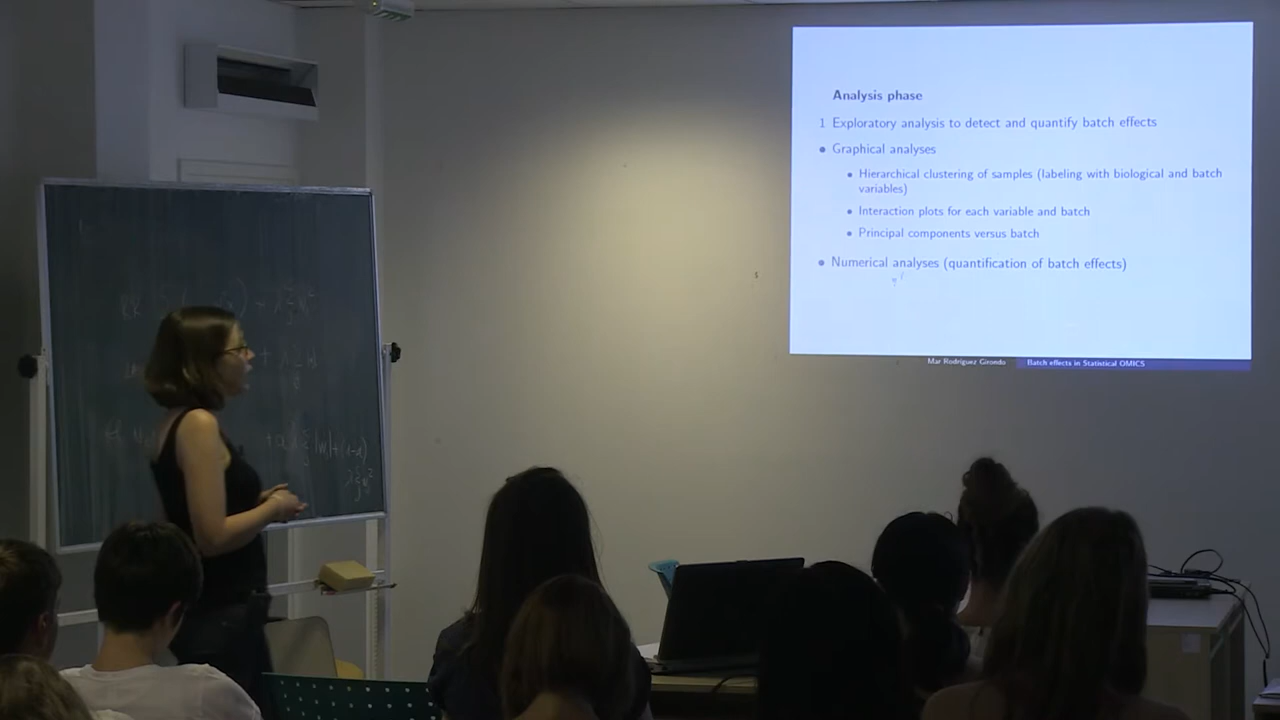 Analysis phase
1 Exploratory analysis to detect and quantify batch effects
• Graphical analyses
• Hierarchical clustering of samples (labeling with biological and batch
variables)
• Interaction plots for each variable and batch
• Principal components versus batch
• Numerical analyses (quantification of batch effects)
Mar Rodríguez Girondo Batch effects in Statistical OMICS